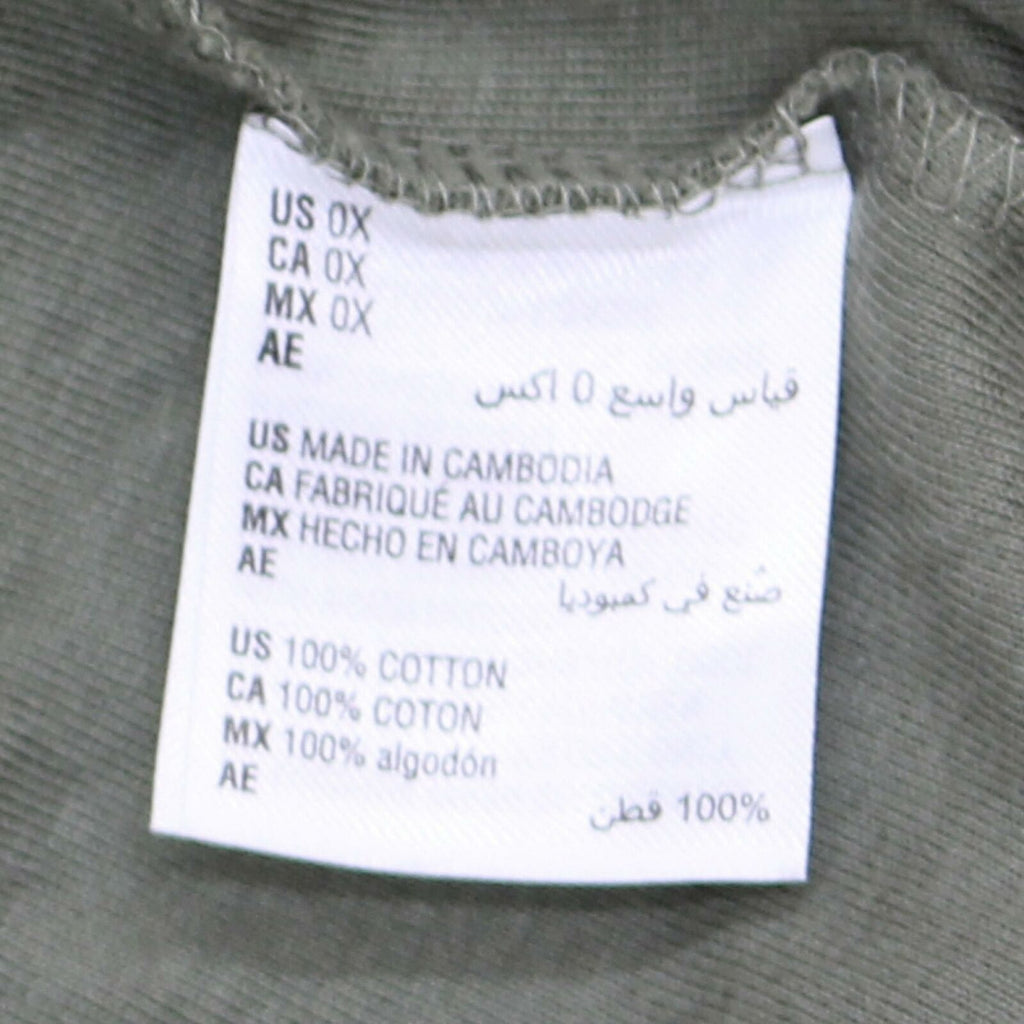 US 0X
CA 0X
MX 0X
AE
قياس واسع 0 اكس
US MADE IN CAMBODIA
CA FABRIQUÉ AU CAMBODGE
MX HECHO EN CAMBOYA
AE
صُنع في كمبوديا
US 100% COTTON
CA 100% COTON
MX 100% algodón
AE
100% قطن